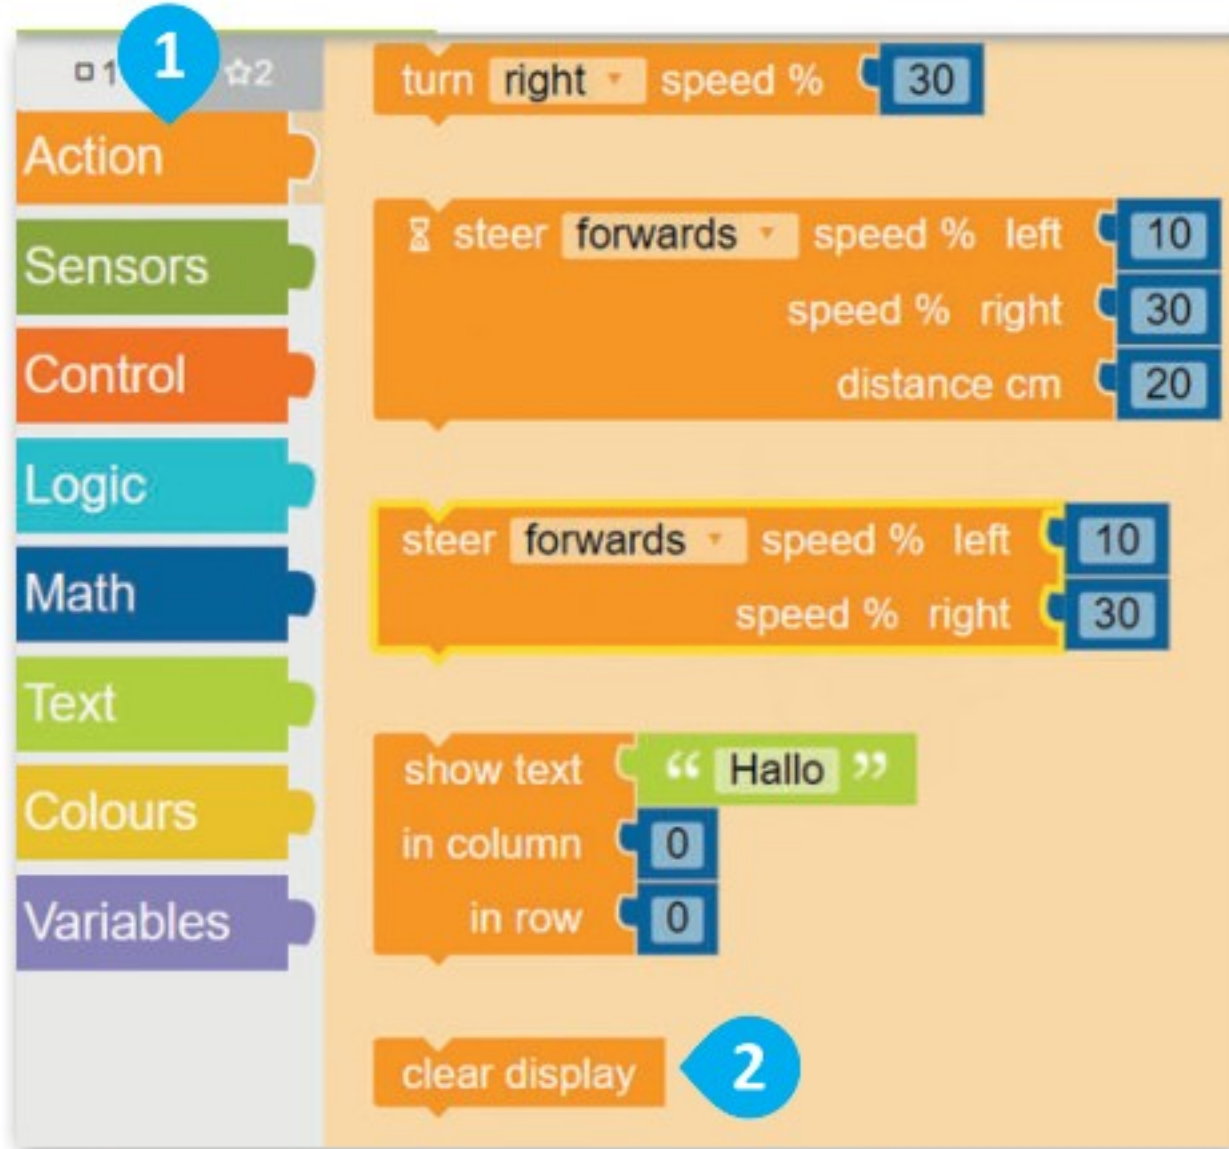 1
1 2
Action
Sensors
Control
Logic
Math
Text
Colours
Variables
turn right speed % 30
steer forwards speed % left 10
speed % right 30
distance cm 20
steer forwards speed % left 10
speed % right 30
show text “ Hallo ”
in column 0
in row 0
clear display 2